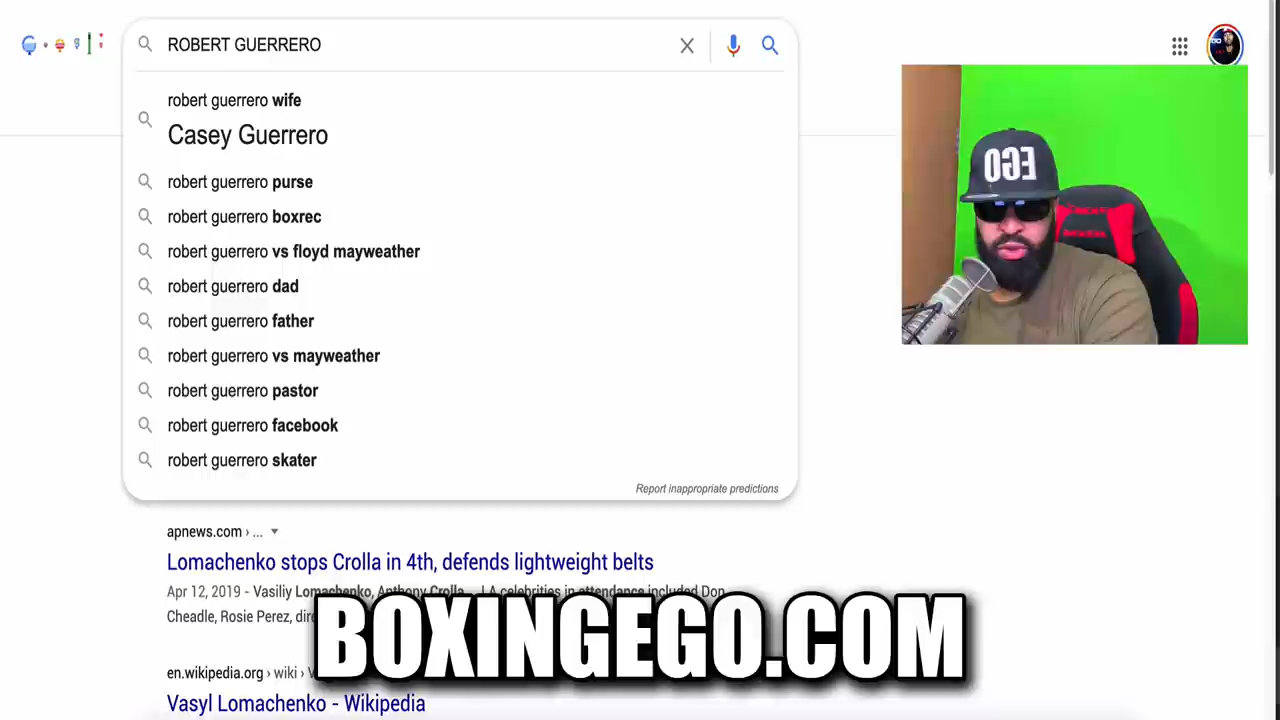 ROBERT GUERRERO
robert guerrero wife
Casey Guerrero
robert guerrero purse
robert guerrero boxrec
robert guerrero vs floyd mayweather
robert guerrero dad
robert guerrero father
robert guerrero vs mayweather
robert guerrero pastor
robert guerrero facebook
robert guerrero skater
Report inappropriate predictions
EGO
apnews.com › ...
Lomachenko stops Crolla in 4th, defends lightweight belts
Apr 12, 2019 - Vasiliy Lomachenko, Anthony Crolla ... LA celebrities in attendance included Don
Cheadle, Rosie Perez,
BOXINGEGO.COM
en.wikipedia.org › wiki ›
Vasyl Lomachenko - Wikipedia